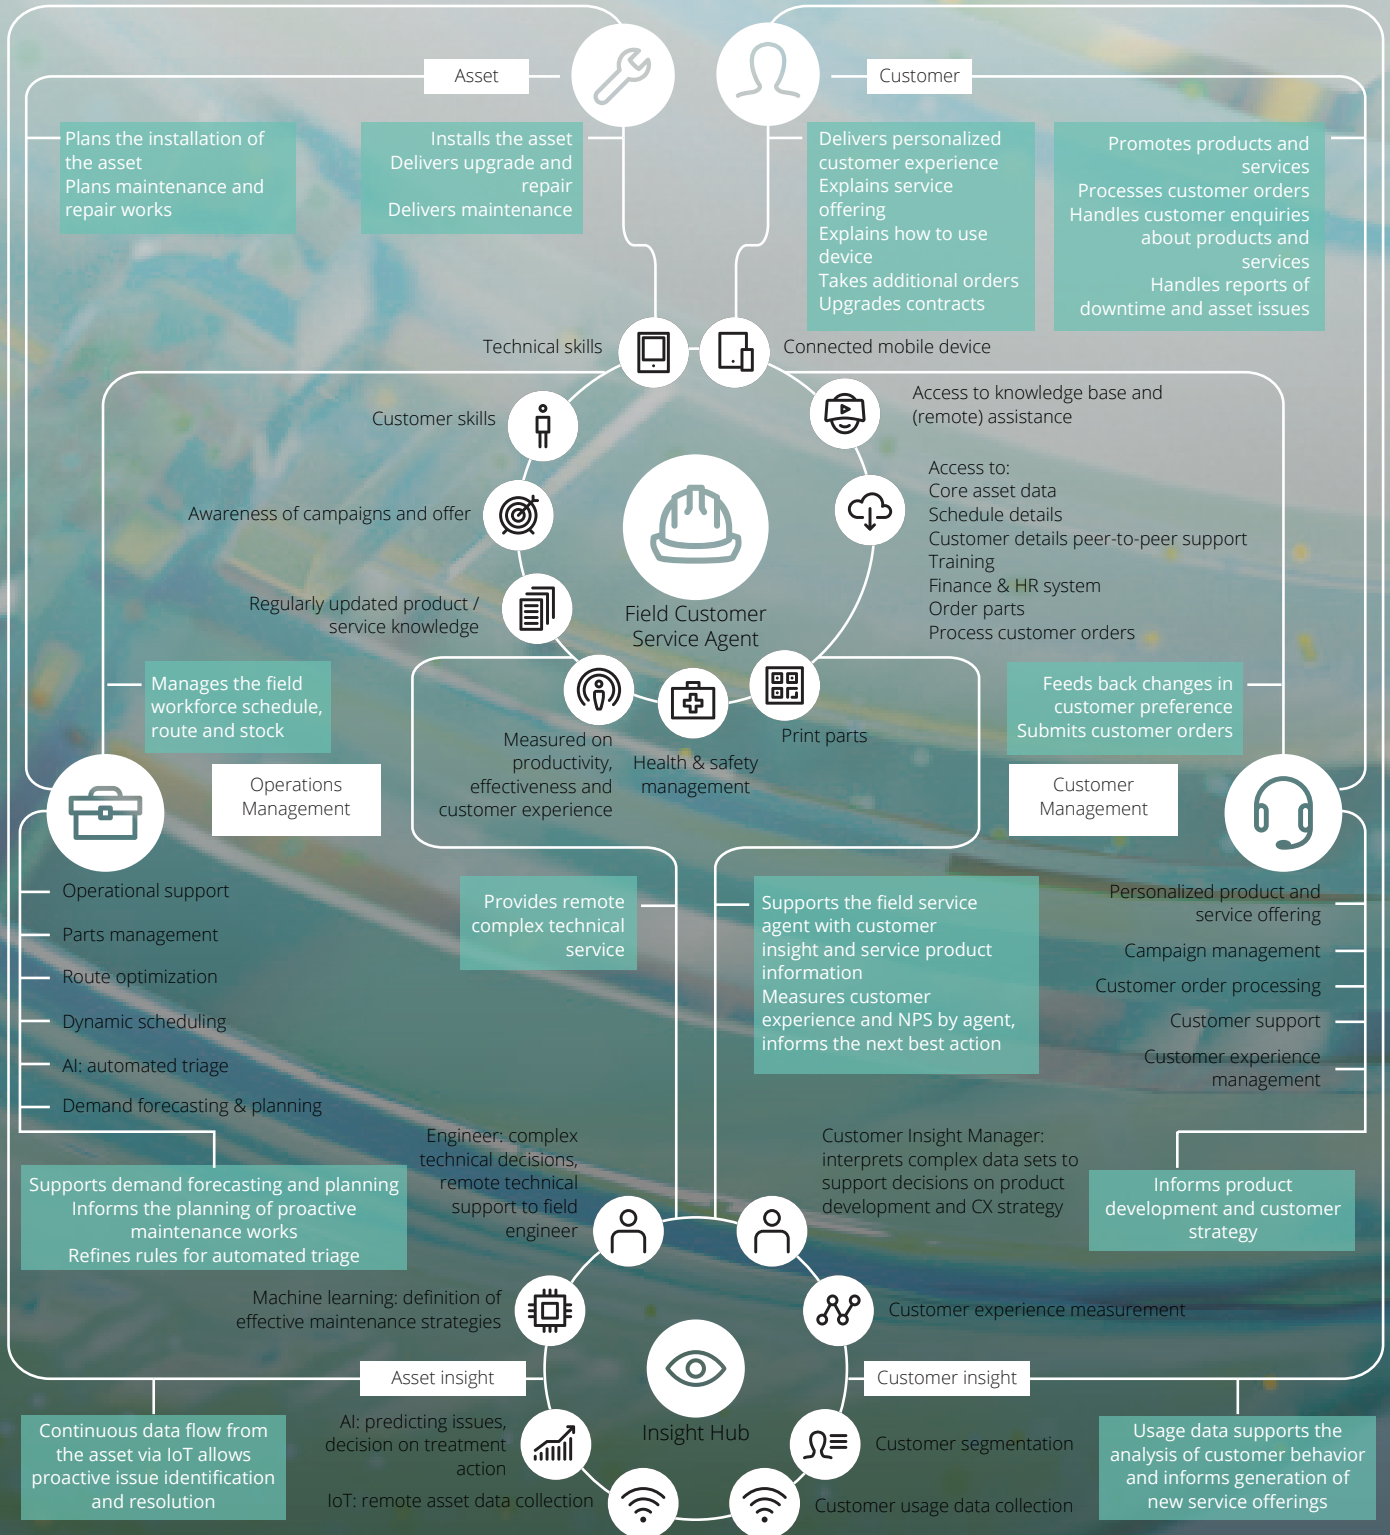 Asset
Customer
Plans the installation of
the asset
Plans maintenance and
repair works
Installs the asset
Delivers upgrade and
repair
Delivers maintenance
Delivers personalized
customer experience
Explains service
offering
Explains how to use
device
Takes additional orders
Upgrades contracts
Promotes products and
services
Processes customer orders
Handles customer enquiries
about products and
services
Handles reports of
downtime and asset issues
Technical skills
Connected mobile device
Customer skills
Access to knowledge base and
(remote) assistance
Awareness of campaigns and offer
Access to:
Core asset data
Schedule details
Customer details peer-to-peer support
Training
Finance & HR system
Order parts
Process customer orders
Regularly updated product /
service knowledge
Field Customer
Service Agent
Manages the field
workforce schedule,
route and stock
Measured on
productivity,
effectiveness and
customer experience
Health & safety
management
Print parts
Feeds back changes in
customer preference
Submits customer orders
Operations
Management
Customer
Management
Operational support
Parts management
Route optimization
Dynamic scheduling
AI: automated triage
Demand forecasting & planning
Provides remote
complex technical
service
Supports the field service
agent with customer
insight and service product
information
Measures customer
experience and NPS by agent,
informs the next best action
Personalized product and
service offering
Campaign management
Customer order processing
Customer support
Customer experience
management
Supports demand forecasting and planning
Informs the planning of proactive
maintenance works
Refines rules for automated triage
Engineer: complex
technical decisions,
remote technical
support to field
engineer
Customer Insight Manager:
interprets complex data sets to
support decisions on product
development and CX strategy
Informs product
development and customer
strategy
Machine learning: definition of
effective maintenance strategies
Customer experience measurement
Asset insight
Customer insight
Insight Hub
Continuous data flow from
the asset via IoT allows
proactive issue identification
and resolution
AI: predicting issues,
decision on treatment
action
IoT: remote asset data collection
Customer segmentation
Customer usage data collection
Usage data supports the
analysis of customer behavior
and informs generation of
new service offerings